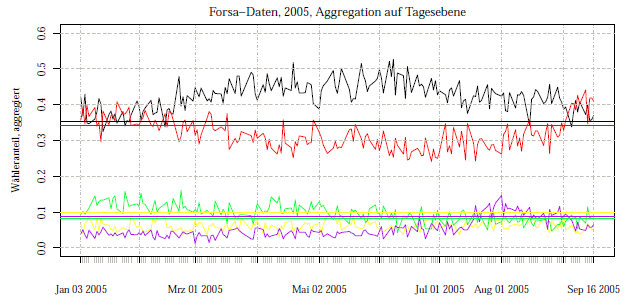 Forsa–Daten, 2005, Aggregation auf Tagesebene
Wähleranteil, aggregiert
0.6
0.5
0.4
0.3
0.2
0.1
0.0
Jan 03 2005 Mrz 01 2005 Mai 02 2005 Jul 01 2005 Aug 01 2005 Sep 16 2005